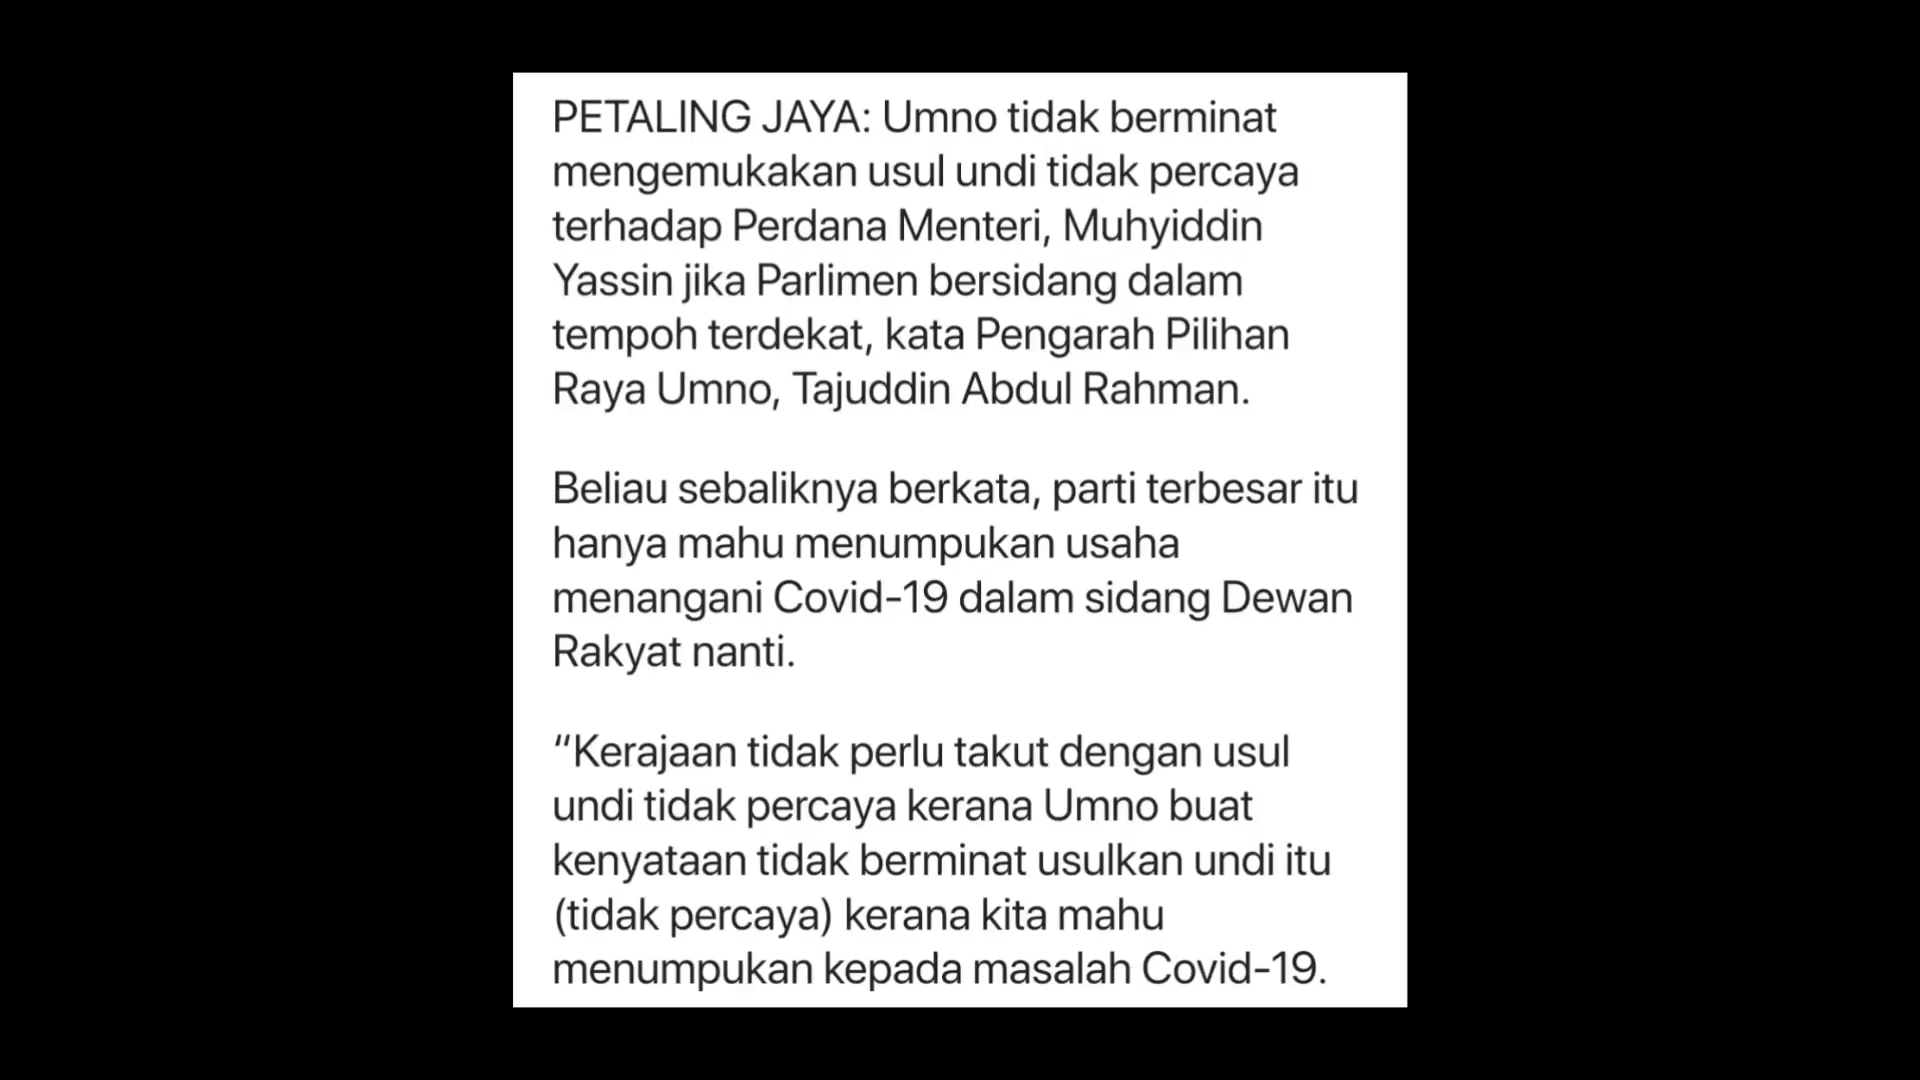 PETALING JAYA: Umno tidak berminat
mengemukakan usul undi tidak percaya
terhadap Perdana Menteri, Muhyiddin
Yassin jika Parlimen bersidang dalam
tempoh terdekat, kata Pengarah Pilihan
Raya Umno, Tajuddin Abdul Rahman.
Beliau sebaliknya berkata, parti terbesar itu
hanya mahu menumpukan usaha
menangani Covid-19 dalam sidang Dewan
Rakyat nanti.
“Kerajaan tidak perlu takut dengan usul
undi tidak percaya kerana Umno buat
kenyataan tidak berminat usulkan undi itu
(tidak percaya) kerana kita mahu
menumpukan kepada masalah Covid-19.